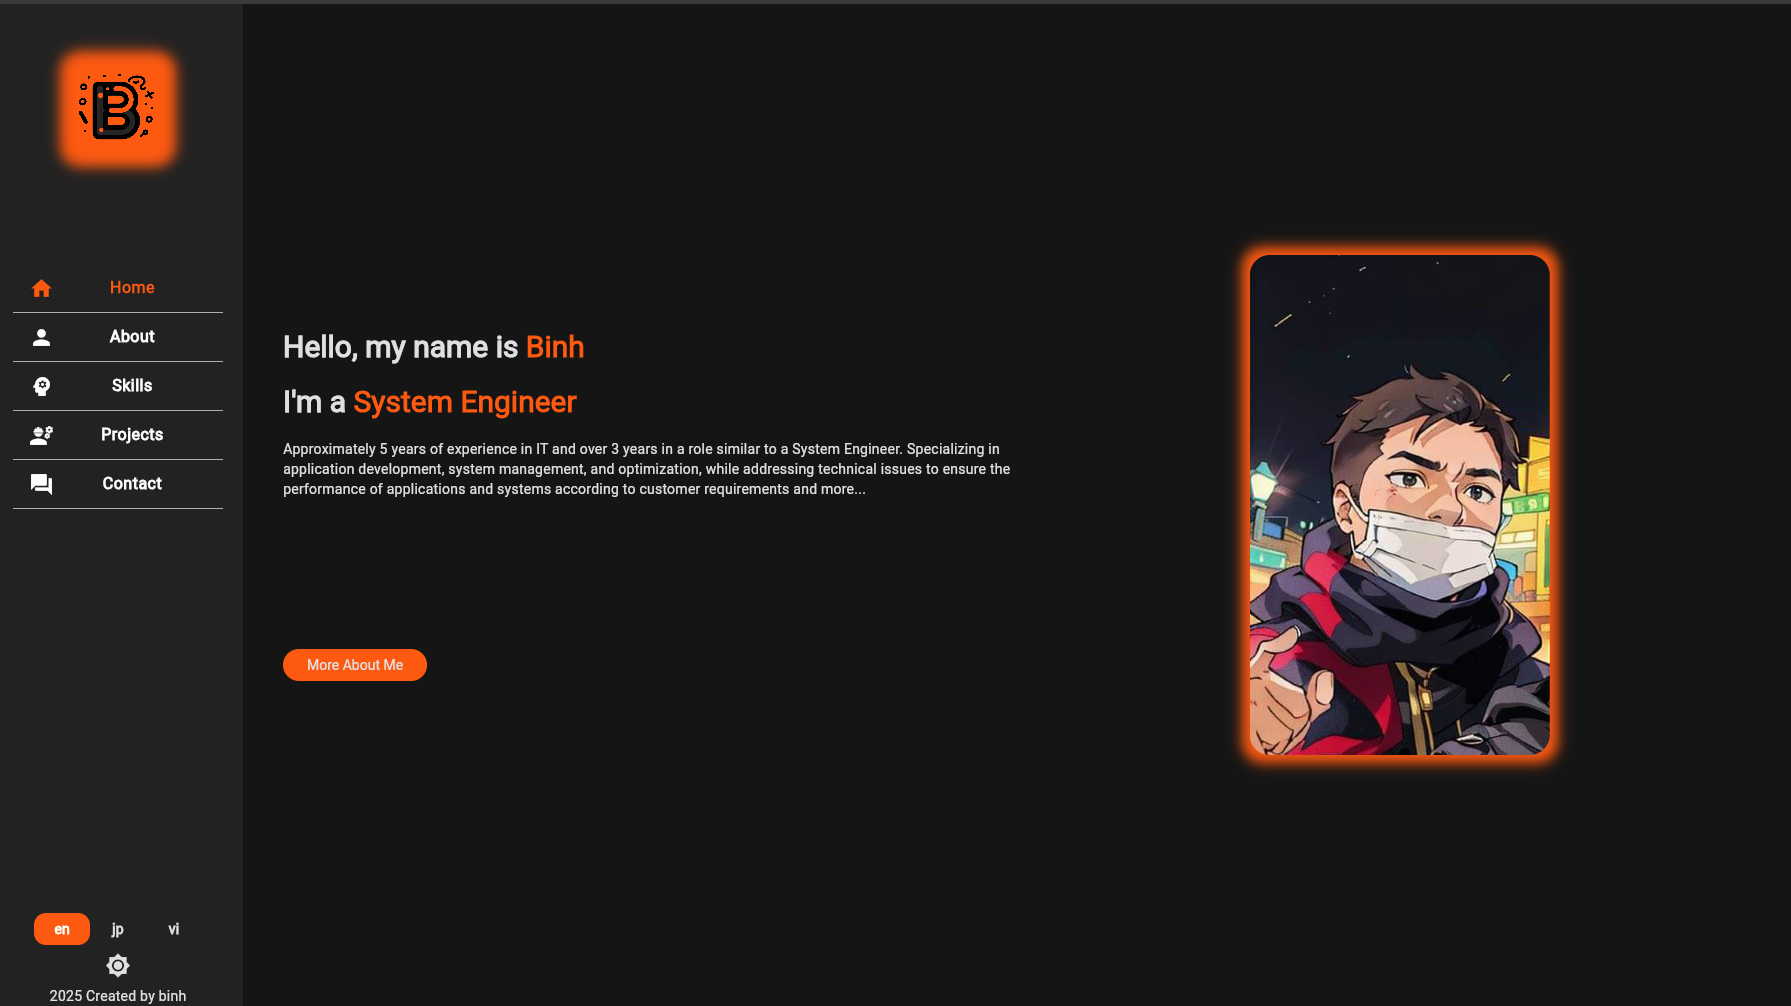 B
Home
About
Skills
Projects
Contact
Hello, my name is Binh
I'm a System Engineer
Approximately 5 years of experience in IT and over 3 years in a role similar to a System Engineer. Specializing in
application development, system management, and optimization, while addressing technical issues to ensure the
performance of applications and systems according to customer requirements and more...
More About Me
en jp vi
2025 Created by binh